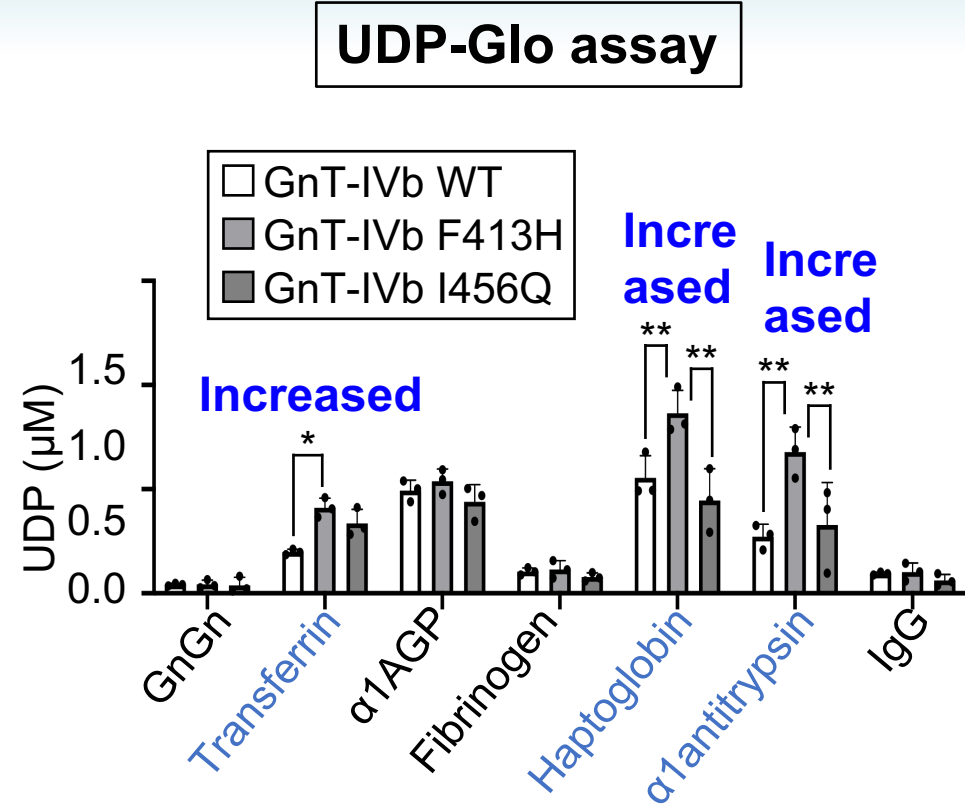 UDP-Glo assay
GnT-IVb WT
GnT-IVb F413H
GnT-IVb I456Q
Increased
Incre
ased
Incre
ased
*
**
**
**
**
UDP (μM)
1.5
1.0
0.5
0.0
GnGn
Transferrin
α1AGP
Fibrinogen
Haptoglobin
α1antitrypsin
IgG